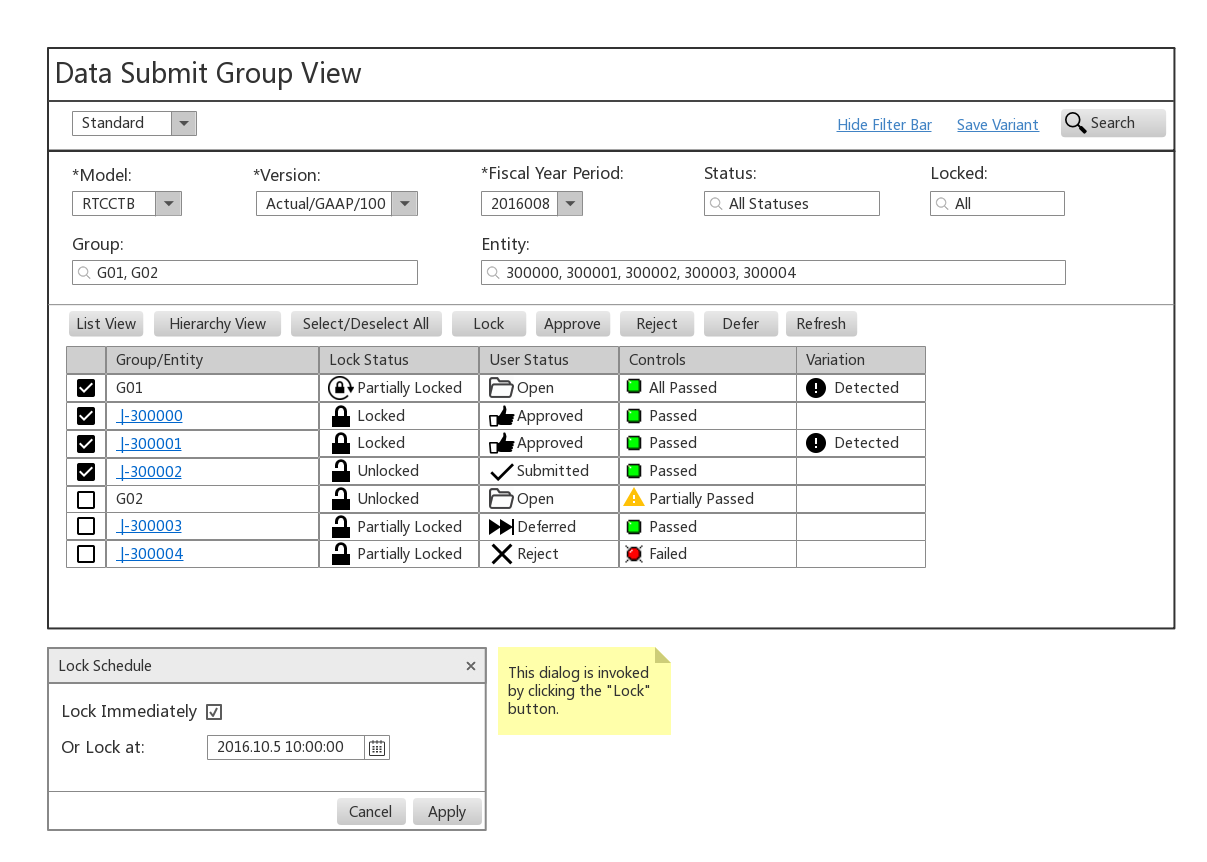 Data Submit Group View
Standard
Hide Filter Bar Save Variant Search
*Model: *Version: *Fiscal Year Period: Status: Locked:
RTCCTB Actual/GAAP/100 2016008 All Statuses All
Group: Entity:
G01, G02 300000, 300001, 300002, 300003, 300004
List View Hierarchy View Select/Deselect All Lock Approve Reject Defer Refresh
Group/Entity Lock Status User Status Controls Variation
G01 Partially Locked Open All Passed Detected
|-300000 Locked Approved Passed
|-300001 Locked Approved Passed Detected
|-300002 Unlocked Submitted Passed
G02 Unlocked Open Partially Passed
|-300003 Partially Locked Deferred Passed
|-300004 Partially Locked Reject Failed
Lock Schedule ×
Lock Immediately
Or Lock at: 2016.10.5 10:00:00
Cancel Apply
This dialog is invoked
by clicking the "Lock"
button.